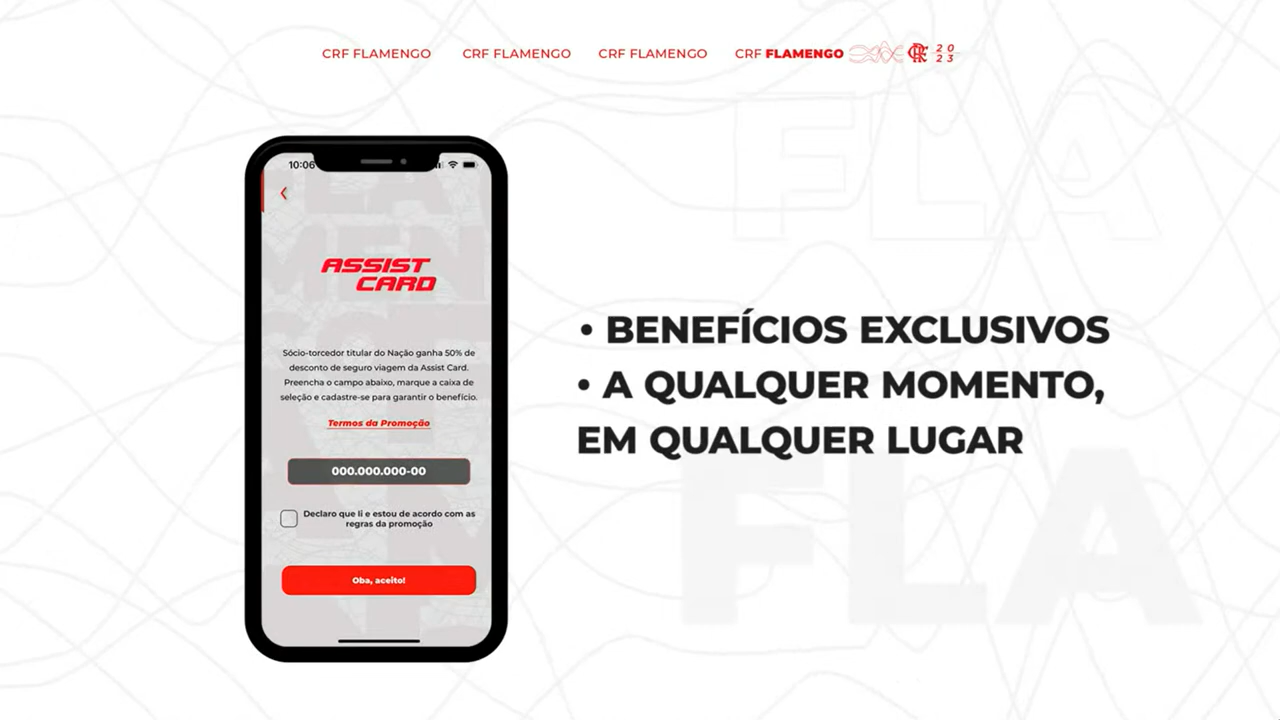 CRF FLAMENGO CRF FLAMENGO CRF FLAMENGO CRF FLAMENGO CRF 20
23
FLA
10:06
ASSIST
CARD
Sócio-torcedor titular do Nação ganha 50% de
desconto de seguro viagem da Assist Card.
Preencha o campo abaixo, marque a caixa de
seleção e cadastre-se para garantir o benefício.
Termos da Promoção
000.000.000-00
Declaro que li e estou de acordo com as
regras da promoção
Oba, aceito!
• BENEFÍCIOS EXCLUSIVOS
• A QUALQUER MOMENTO,
EM QUALQUER LUGAR
FLA